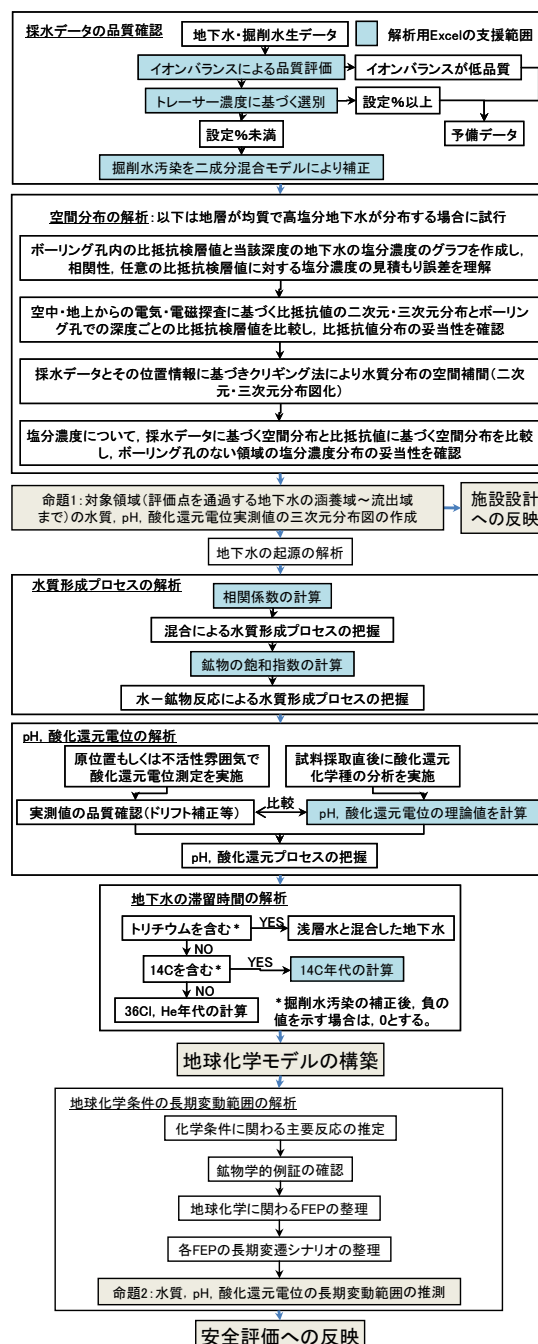 採水データの品質確認
地下水・掘削水生データ
解析用Excelの支援範囲
イオンバランスによる品質評価
イオンバランスが低品質
トレーサー濃度に基づく選別
設定%以上
設定%未満
予備データ
掘削水汚染を二成分混合モデルにより補正
空間分布の解析:以下は地層が均質で高塩分地下水が分布する場合に試行
ボーリング孔内の比抵抗検層値と当該深度の地下水の塩分濃度のグラフを作成し,
相関性, 任意の比抵抗検層値に対する塩分濃度の見積もり誤差を理解
空中・地上からの電気・電磁探査に基づく比抵抗値の二次元・三次元分布とボーリ
ング孔での深度ごとの比抵抗検層値を比較し, 比抵抗値分布の妥当性を確認
採水データとその位置情報に基づきクリギング法により水質分布の空間補間(二次
元・三次元分布図化)
塩分濃度について, 採水データに基づく空間分布と比抵抗値に基づく空間分布を比較
し, ボーリング孔のない領域の塩分濃度分布の妥当性を確認
命題1:対象領域(評価点を通過する地下水の涵養域~流出域
まで)の水質, pH, 酸化還元電位実測値の三次元分布図の作成
施設設計
への反映
地下水の起源の解析
水質形成プロセスの解析
相関係数の計算
混合による水質形成プロセスの把握
鉱物の飽和指数の計算
水-鉱物反応による水質形成プロセスの把握
pH, 酸化還元電位の解析
原位置もしくは不活性雰囲気で
酸化還元電位測定を実施
試料採取直後に酸化還元
化学種の分析を実施
実測値の品質確認(ドリフト補正等)
比較
pH, 酸化還元電位の理論値を計算
pH, 酸化還元プロセスの把握
地下水の滞留時間の解析
トリチウムを含む*
YES
浅層水と混合した地下水
NO
14Cを含む*
YES
14C年代の計算
NO
36Cl, He年代の計算
*掘削水汚染の補正後, 負の
値を示す場合は, 0とする。
地球化学モデルの構築
地球化学条件の長期変動範囲の解析
化学条件に関わる主要反応の推定
鉱物学的例証の確認
地球化学に関わるFEPの整理
各FEPの長期変遷シナリオの整理
命題2:水質, pH, 酸化還元電位の長期変動範囲の推測
安全評価への反映